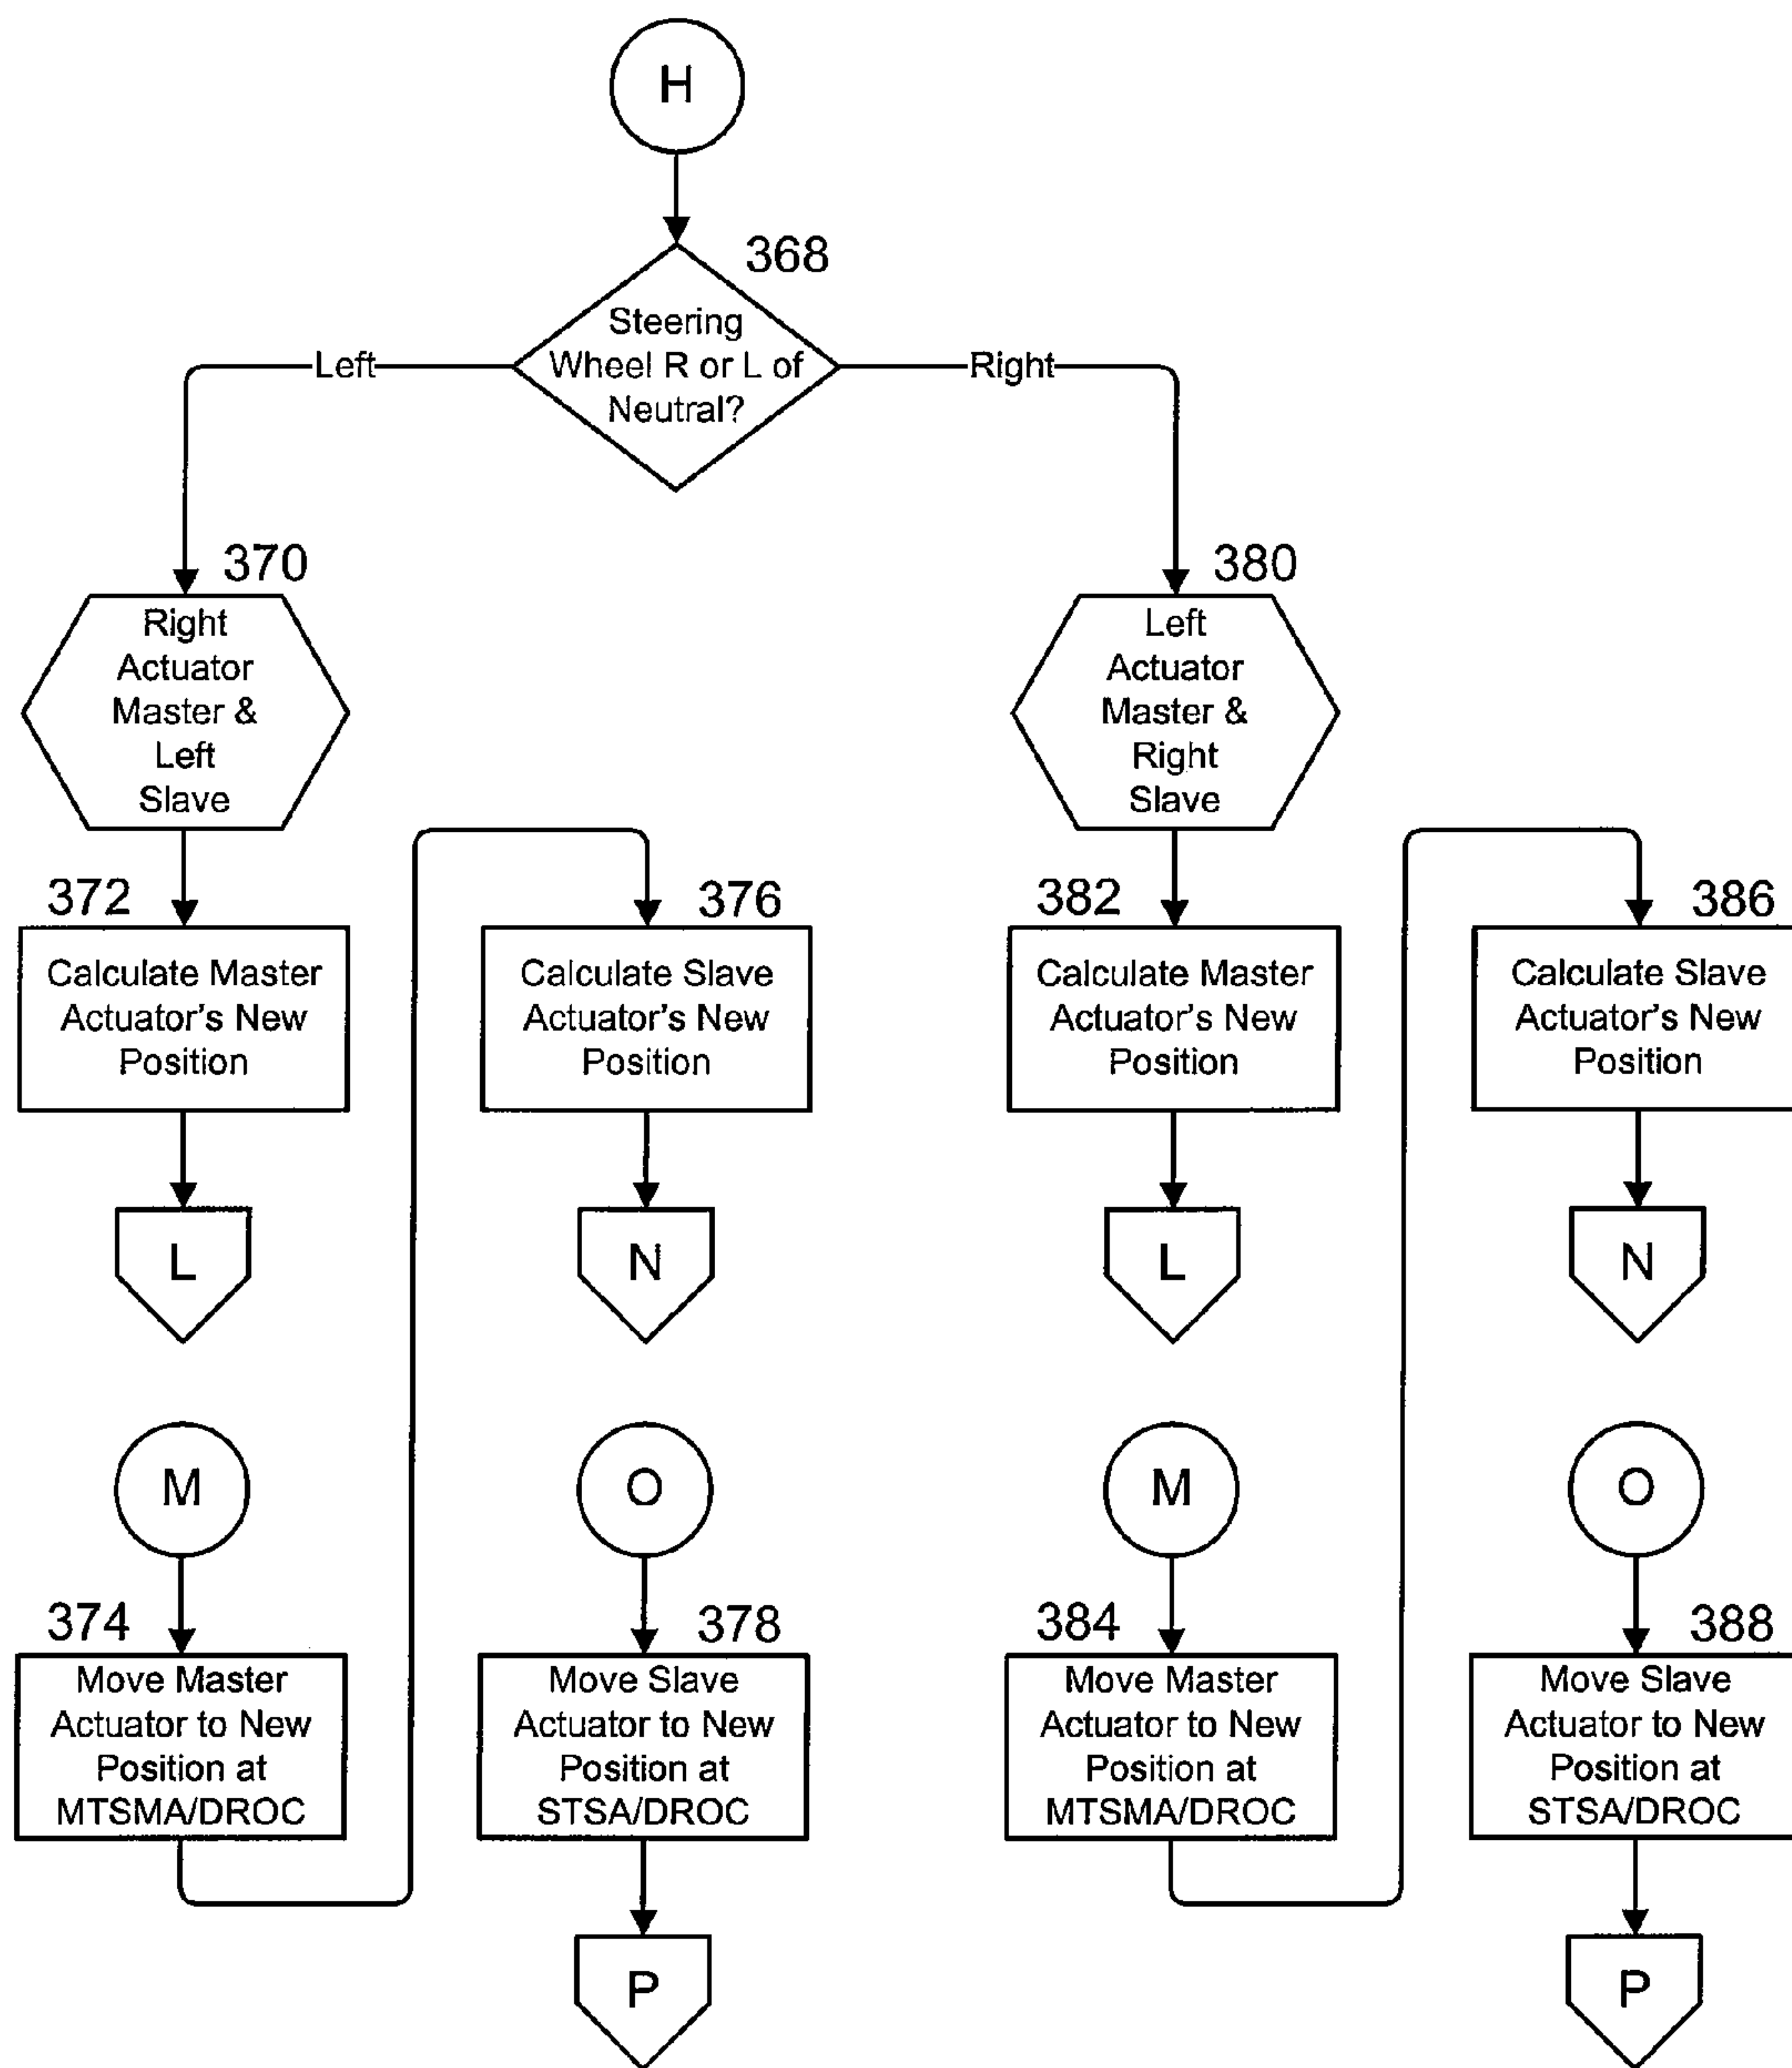 H
368
Steering
Wheel R or L of
Neutral?
Left
Right
370
Right
Actuator
Master &
Left
Slave
380
Left
Actuator
Master &
Right
Slave
372
Calculate Master
Actuator's New
Position
376
Calculate Slave
Actuator's New
Position
382
Calculate Master
Actuator's New
Position
386
Calculate Slave
Actuator's New
Position
L
N
L
N
M
O
M
O
374
Move Master
Actuator to New
Position at
MTSMA/DROC
378
Move Slave
Actuator to New
Position at
STSA/DROC
384
Move Master
Actuator to New
Position at
MTSMA/DROC
388
Move Slave
Actuator to New
Position at
STSA/DROC
P
P